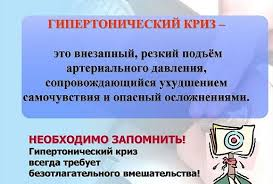 ГИПЕРТОНИЧЕСКИЙ КРИЗ –
это внезапный, резкий подъём
артериального давления,
сопровождающийся ухудшением
самочувствия и опасный осложнениями.
НЕОБХОДИМО ЗАПОМНИТЬ!
Гипертонический криз
всегда требует
безотлагательного вмешательства!